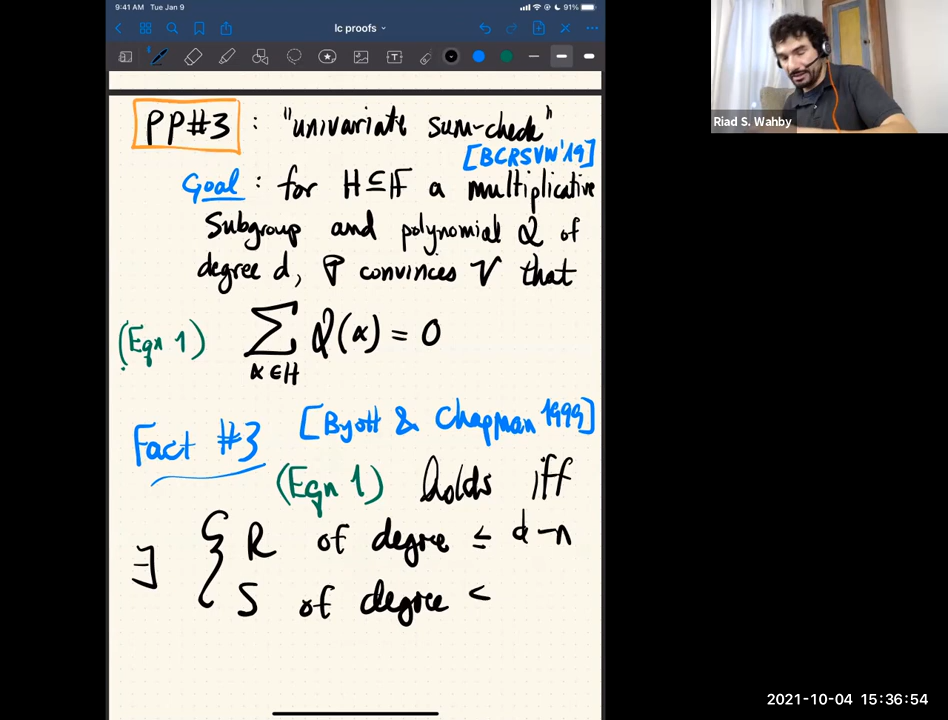 9:41 AM Tue Jan 9
91%
lc proofs
PP#3 : "univariate sum-check"
[BCRSVW'19]
Goal : for H⊆F a multiplicative
subgroup and polynomial Q of
degree d, P convinces V that
(Eqn 1) ∑ Q(α) = 0
α∈H
Fact #3 [Byott & Chapman 1999]
(Eqn 1) holds iff
∃ { R of degree ≤ d-n
S of degree <
Riad S. Wahby
2021-10-04 15:36:54